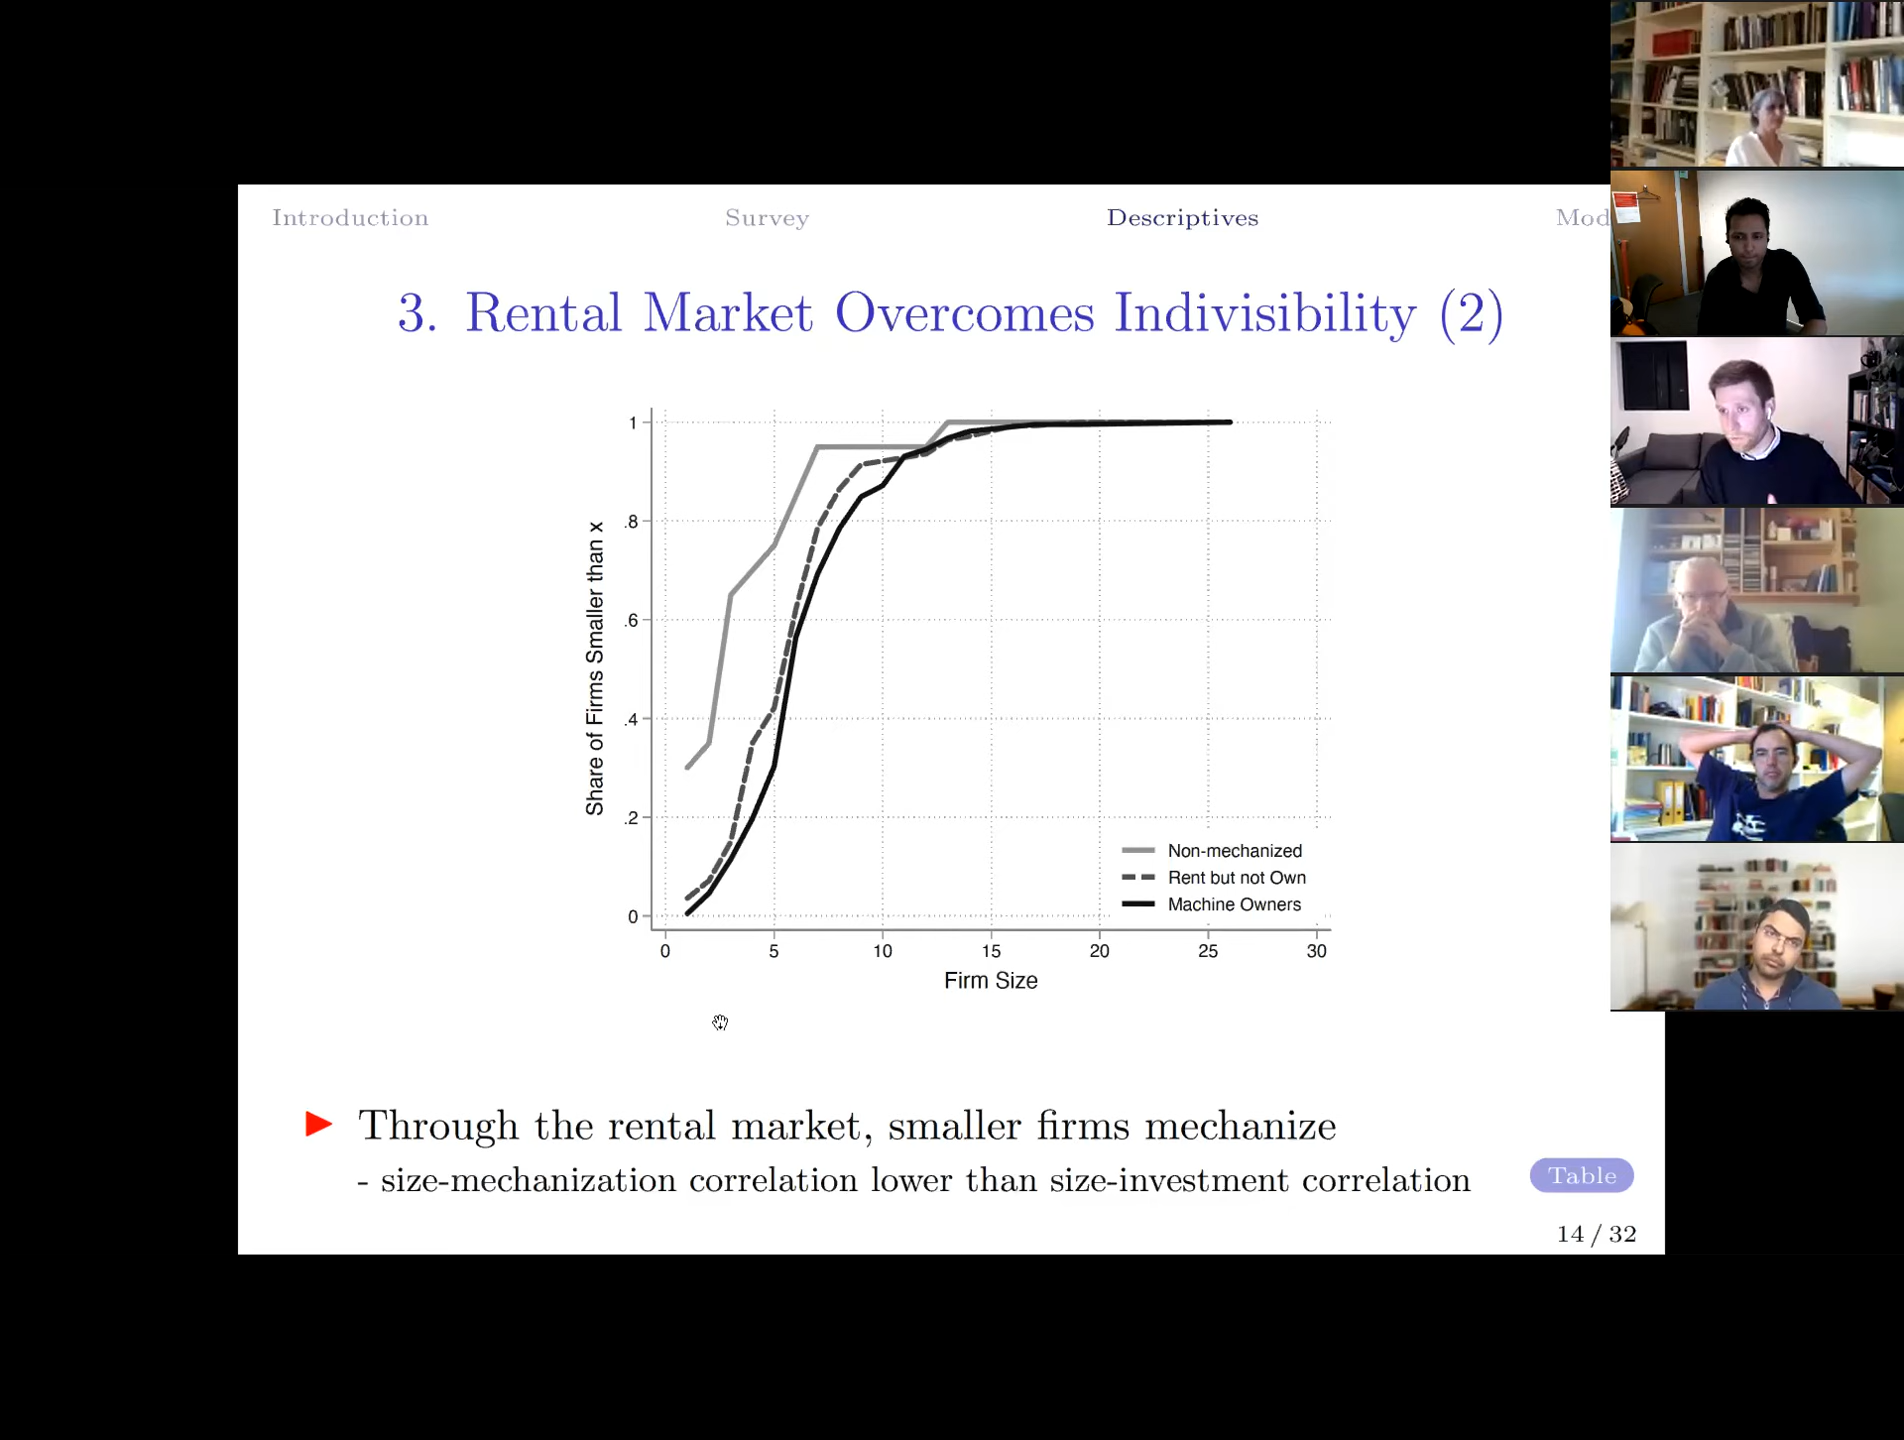 Introduction
Survey
Descriptives
Mod
3. Rental Market Overcomes Indivisibility (2)
Share of Firms Smaller than x
1
.8
.6
.4
.2
0
Non-mechanized
Rent but not Own
Machine Owners
0 5 10 15 20 25 30
Firm Size
Through the rental market, smaller firms mechanize
- size-mechanization correlation lower than size-investment correlation
Table
14 / 32